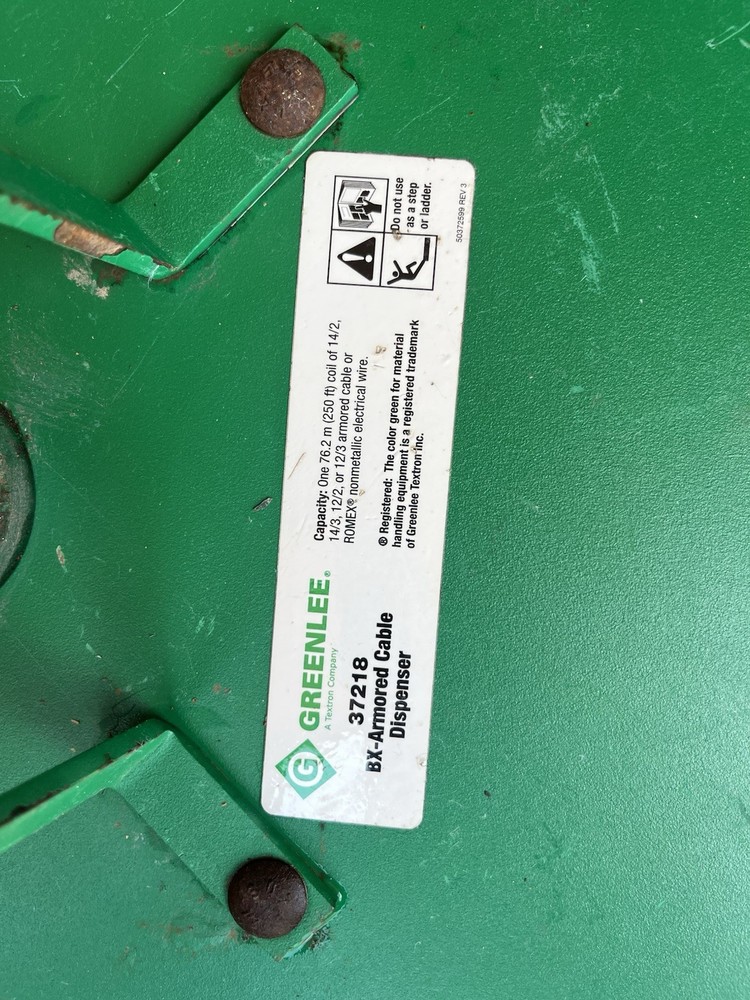 G
GREENLEE®
A Textron Company
37218
BX-Armored Cable
Dispenser
Capacity: One 76.2 m (250 ft) coil of 14/2,
14/3, 12/2, or 12/3 armored cable or
ROMEX® nonmetallic electrical wire.
® Registered: The color green for material
handling equipment is a registered trademark
of Greenlee Textron Inc.
Do not use
as a step
or ladder.
50372599 REV 3